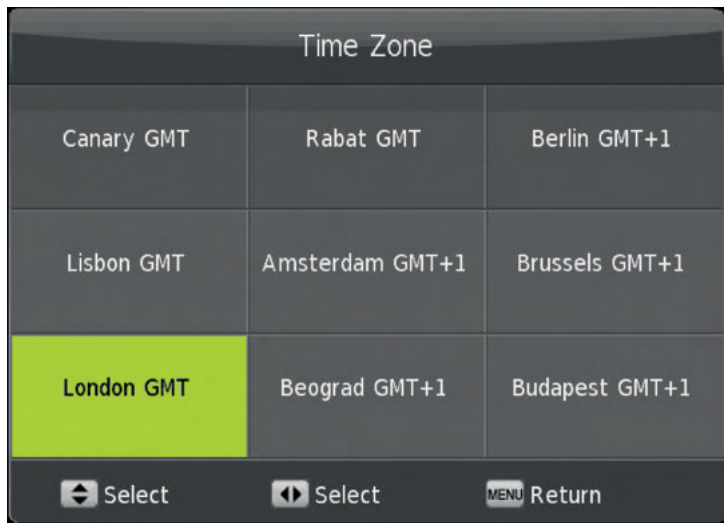 Time Zone
Canary GMT Rabat GMT Berlin GMT+1
Lisbon GMT Amsterdam GMT+1 Brussels GMT+1
London GMT Beograd GMT+1 Budapest GMT+1
Select Select MENU Return